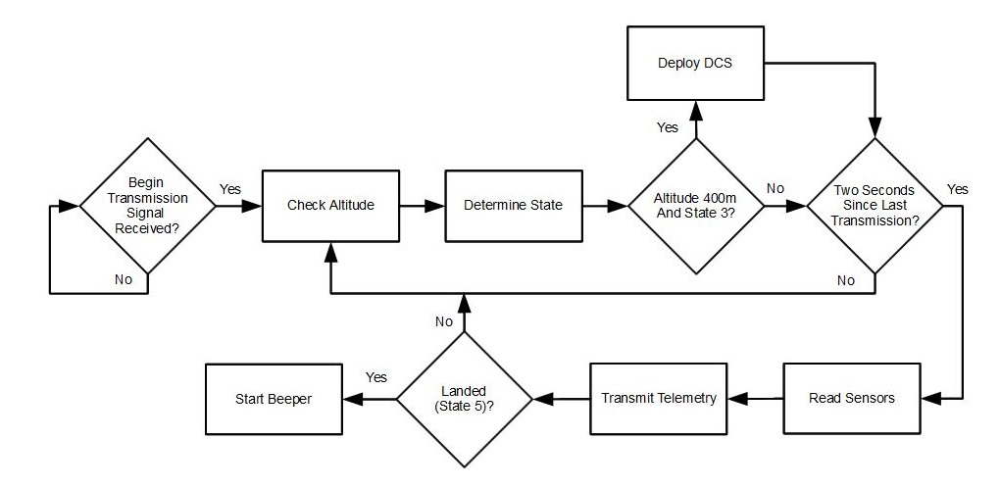 Deploy DCS
Yes
Begin
Transmission
Signal
Received?
Yes
No
Check Altitude
Determine State
Altitude 400m
And State 3?
No
Two Seconds
Since Last
Transmission?
Yes
No
No
Start Beeper
Yes
Landed
(State 5)?
Transmit Telemetry
Read Sensors